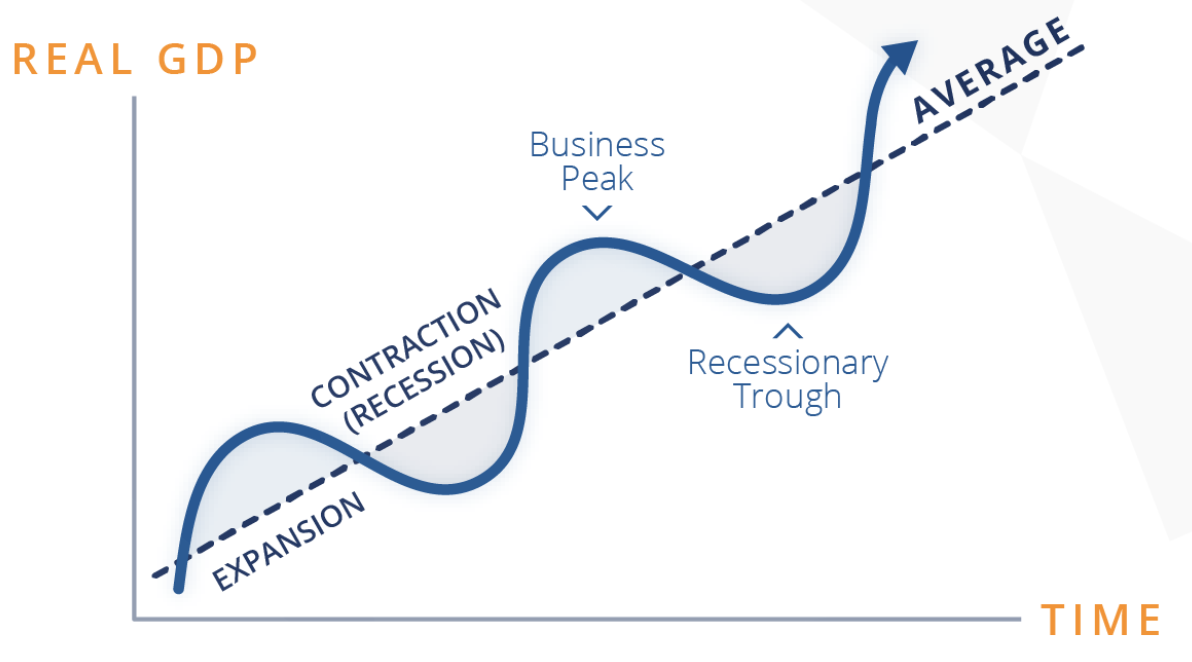 REAL GDP
AVERAGE
Business
Peak
CONTRACTION
(RECESSION)
Recessionary
Trough
EXPANSION
TIME